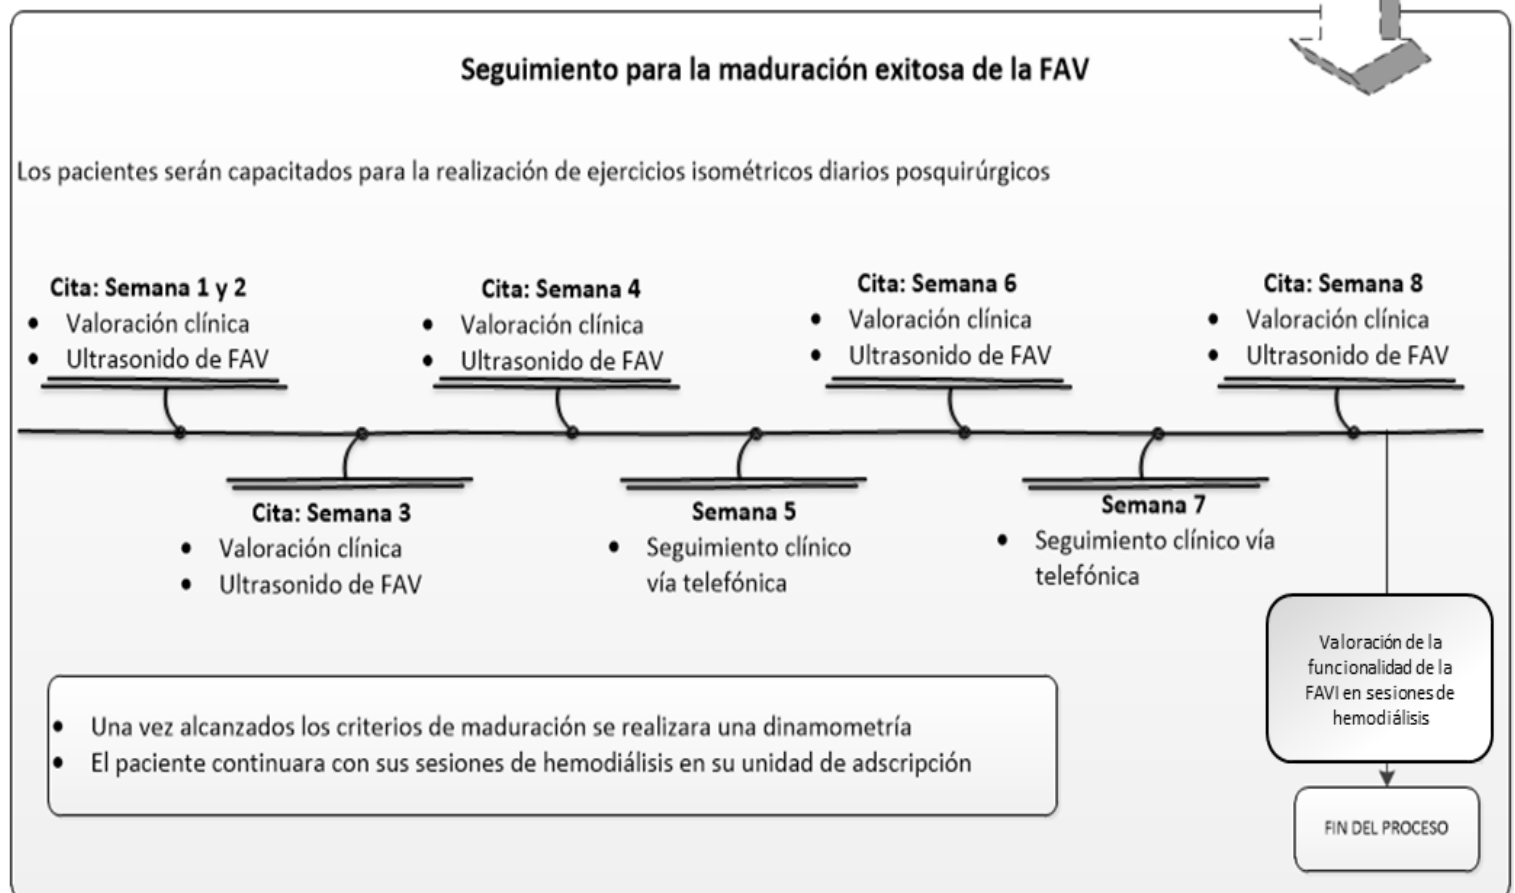 Seguimiento para la maduración exitosa de la FAV
Los pacientes serán capacitados para la realización de ejercicios isométricos diarios posquirúrgicos
Cita: Semana 1 y 2
• Valoración clínica
• Ultrasonido de FAV
Cita: Semana 3
• Valoración clínica
• Ultrasonido de FAV
Cita: Semana 4
• Valoración clínica
• Ultrasonido de FAV
Semana 5
• Seguimiento clínico
vía telefónica
Cita: Semana 6
• Valoración clínica
• Ultrasonido de FAV
Semana 7
• Seguimiento clínico vía
telefónica
Cita: Semana 8
• Valoración clínica
• Ultrasonido de FAV
Valoración de la
funcionalidad de la
FAVI en sesiones de
hemodiálisis
FIN DEL PROCESO
• Una vez alcanzados los criterios de maduración se realizara una dinamometría
• El paciente continuara con sus sesiones de hemodiálisis en su unidad de adscripción